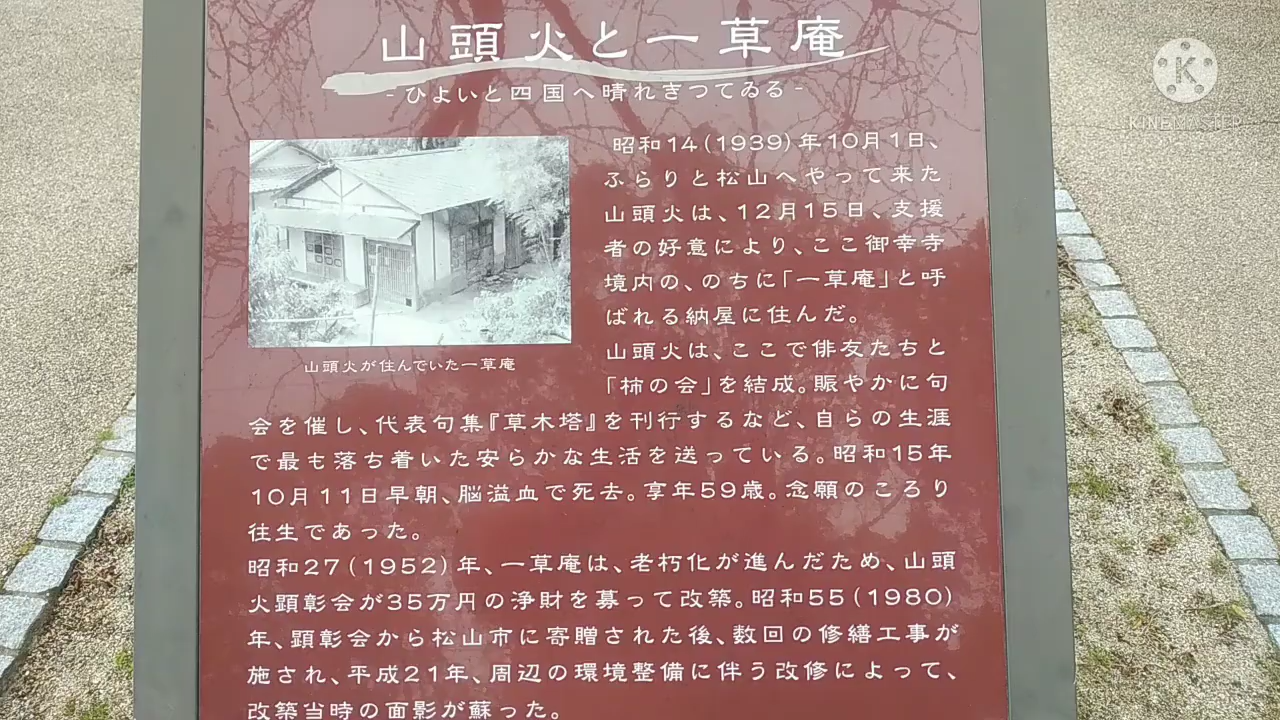 山頭火と一草庵
-ひよいと四国へ晴れきつてゐる-
昭和14(1939)年10月1日、
ふらりと松山へやって来た
山頭火は、12月15日、支援
者の好意により、ここ御幸寺
境内の、のちに「一草庵」と呼
ばれる納屋に住んだ。
山頭火は、ここで俳友たちと
「柿の会」を結成。賑やかに句
会を催し、代表句集『草木塔』を刊行するなど、自らの生涯
で最も落ち着いた安らかな生活を送っている。昭和15年
10月11日早朝、脳溢血で死去。享年59歳。念願のころり
往生であった。
昭和27(1952)年、一草庵は、老朽化が進んだため、山頭
火顕彰会が35万円の浄財を募って改築。昭和55(1980)
年、顕彰会から松山市に寄贈された後、数回の修繕工事が
施され、平成21年、周辺の環境整備に伴う改修によって、
改築当時の面影が蘇った。
山頭火が住んでいた一草庵
K
KINEMASTER